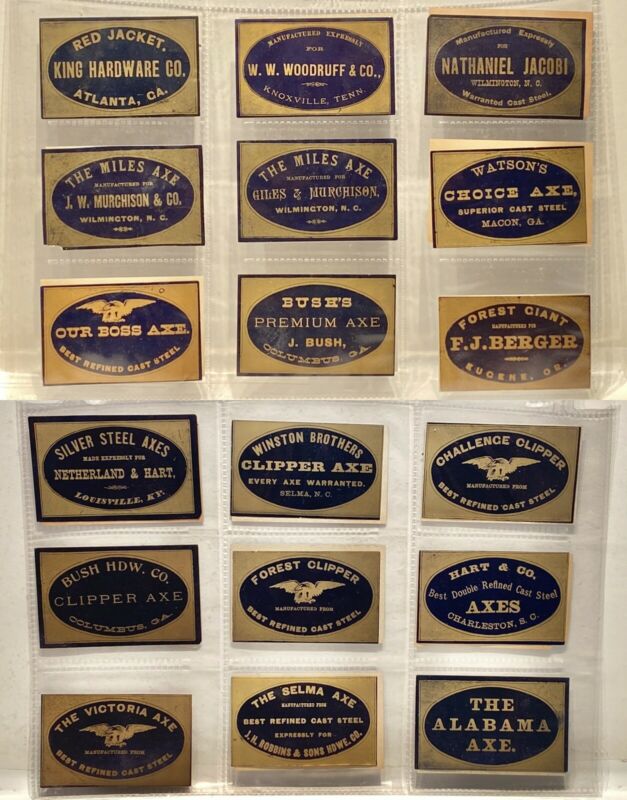 RED JACKET.
KING HARDWARE CO,
ATLANTA, GA.
MANUFACTURED EXPRESSLY
FOR
W. W. WOODRUFF & CO.,
KNOXVILLE, TENN.
Manufactured Expressly
FOR
NATHANIEL JACOBI
WILMINGTON, N. C.
Warranted Cast Steel.
THE MILES AXE
MANUFACTURED FOR
J. W. MURCHISON & CO.
WILMINGTON, N. C.
THE MILES AXE
MANUFACTURED FOR
GILES & MURCHISON,
WILMINGTON, N. C.
WATSON'S
CHOICE AXE,
SUPERIOR CAST STEEL
MACON, GA.
OUR BOSS AXE.
BEST REFINED CAST STEEL
BUSH'S
PREMIUM AXE
J. BUSH,
COLUMBUS, GA
FOREST GIANT
MANUFACTURED FOR
F. J. BERGER
EUGENE, OR.
SILVER STEEL AXES
MADE EXPRESSLY FOR
NETHERLAND & HART,
LOUISVILLE, KY.
WINSTON BROTHERS
CLIPPER AXE
EVERY AXE WARRANTED.
SELMA, N. C.
CHALLENCE CLIPPER
MANUFACTURED FROM
BEST REFINED CAST STEEL
BUSH HDW. CO.
CLIPPER AXE
COLUMBUS, GA.
FOREST CLIPPER
MANUFACTURED FROM
BEST REFINED CAST STEEL
HART & CO.
Best Double Refined Cast Steel
AXES
CHARLESTON, S. C.
THE VICTORIA AXE
MANUFACTURED FROM
BEST REFINED CAST STEEL
THE SELMA AXE
MANUFACTURED FROM
BEST REFINED CAST STEEL
EXPRESSLY FOR
J. H. ROBBINS & SONS HDWE. CO.
THE
ALABAMA
AXE.